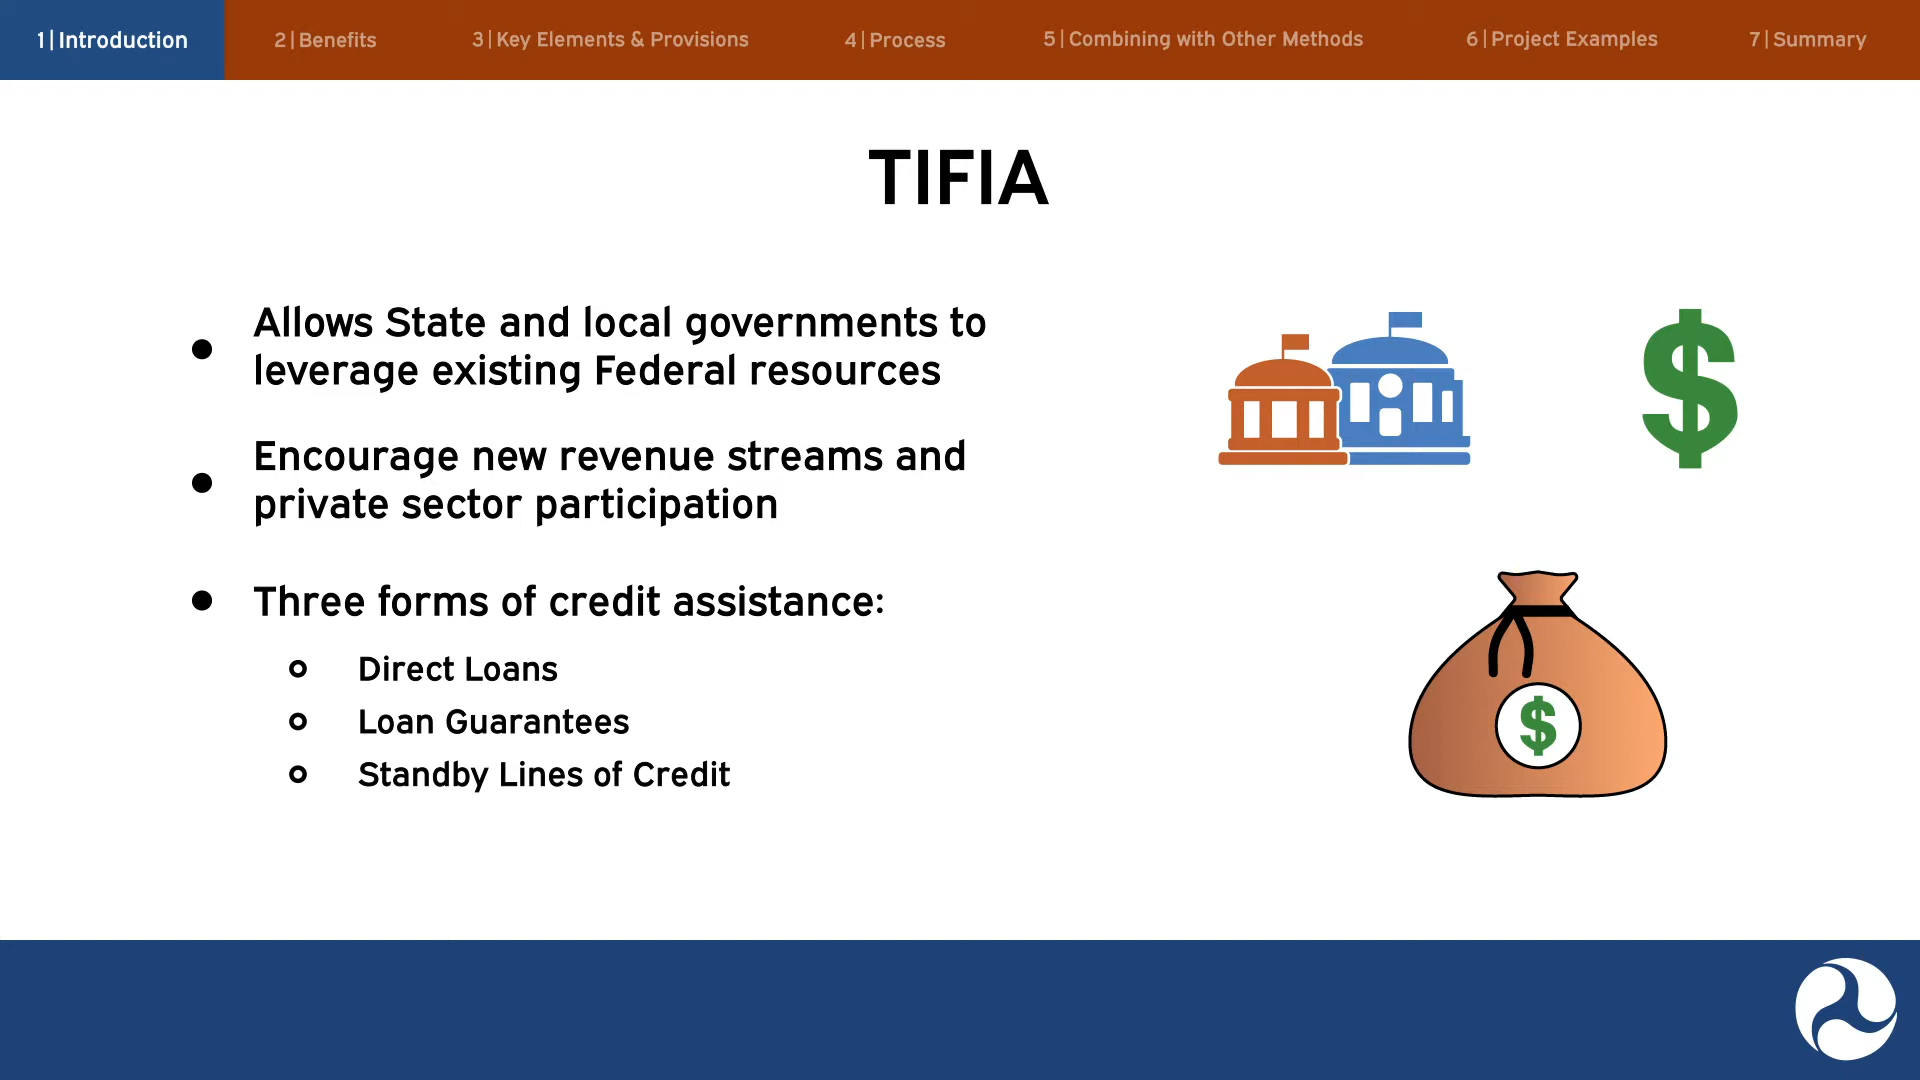 1|Introduction
2|Benefits
3|Key Elements & Provisions
4|Process
5|Combining with Other Methods
6|Project Examples
7|Summary
TIFIA
● Allows State and local governments to
leverage existing Federal resources
● Encourage new revenue streams and
private sector participation
● Three forms of credit assistance:
○ Direct Loans
○ Loan Guarantees
○ Standby Lines of Credit
$
$